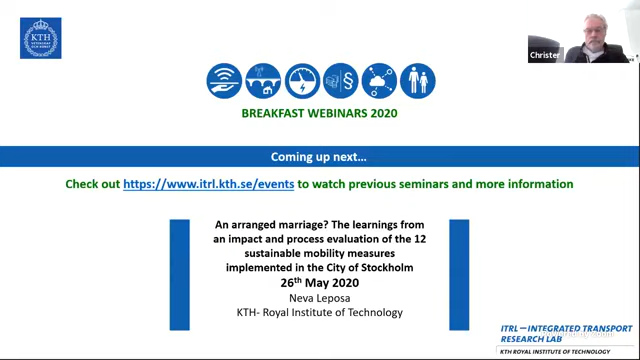 KTH
VETENSKAP
OCH KONST
Christer
§
BREAKFAST WEBINARS 2020
Coming up next…
Check out https://www.itrl.kth.se/events to watch previous seminars and more information
An arranged marriage? The learnings from
an impact and process evaluation of the 12
sustainable mobility measures
implemented in the City of Stockholm
26th May 2020
Neva Leposa
KTH- Royal Institute of Technology
ITRL –INTEGRATED TRANSPORT
RESEARCH LAB
KTH ROYAL INSTITUTE OF TECHNOLOGY